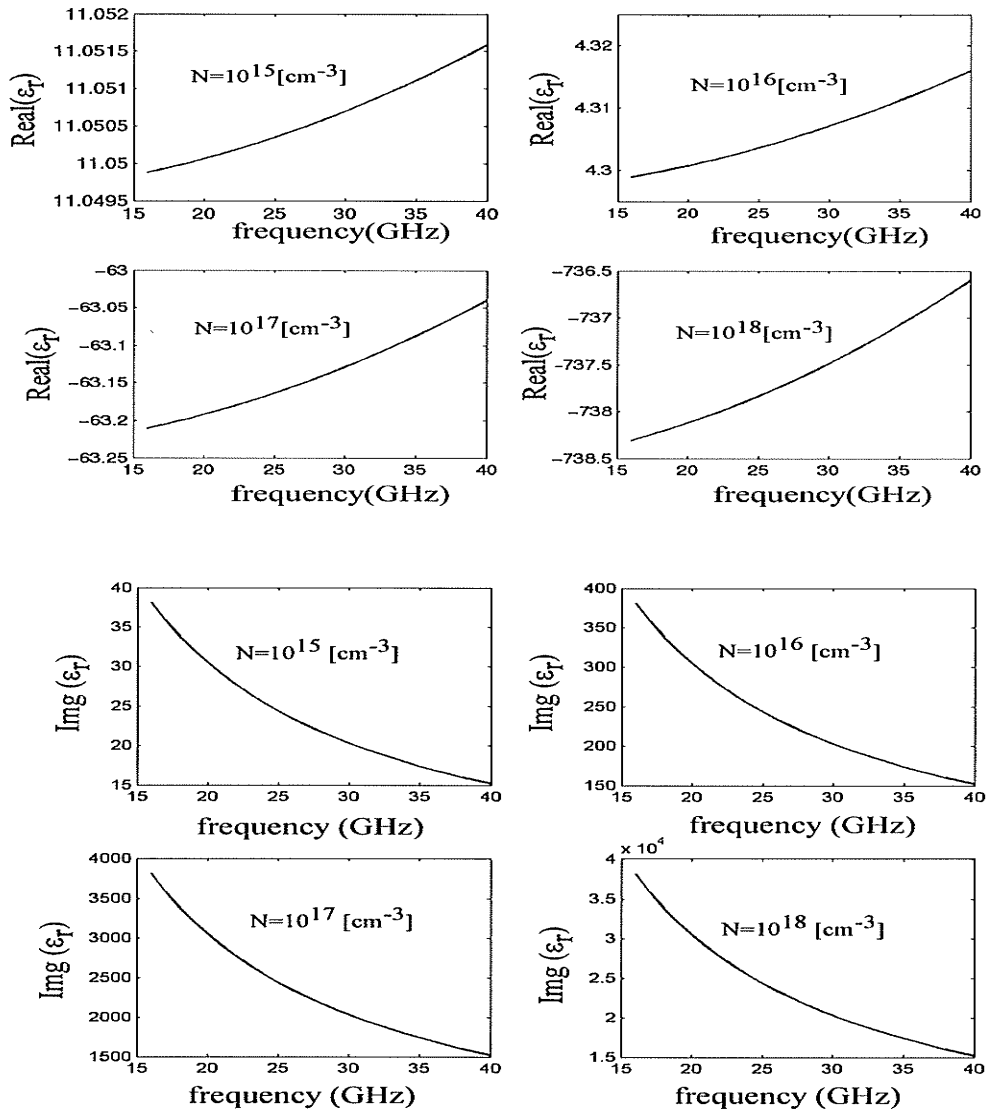 11.052
11.0515
11.051
11.0505
11.05
11.0495
Real(εr)
N=10^15[cm-3]
15 20 25 30 35 40
frequency(GHz)
4.32
4.31
4.3
Real(εr)
N=10^16[cm-3]
15 20 25 30 35 40
frequency(GHz)
−63
−63.05
−63.1
−63.15
−63.2
−63.25
Real(εr)
N=10^17[cm-3]
15 20 25 30 35 40
frequency(GHz)
−736.5
−737
−737.5
−738
−738.5
Real(εr)
N=10^18[cm-3]
15 20 25 30 35 40
frequency(GHz)
40
35
30
25
20
15
Img (εr)
N=10^15 [cm-3]
15 20 25 30 35 40
frequency (GHz)
400
350
300
250
200
150
Img (εr)
N=10^16 [cm-3]
15 20 25 30 35 40
frequency (GHz)
4000
3500
3000
2500
2000
1500
Img (εr)
N=10^17 [cm-3]
15 20 25 30 35 40
frequency (GHz)
x 10^4
4
3.5
3
2.5
2
1.5
Img (εr)
N=10^18 [cm-3]
15 20 25 30 35 40
frequency (GHz)